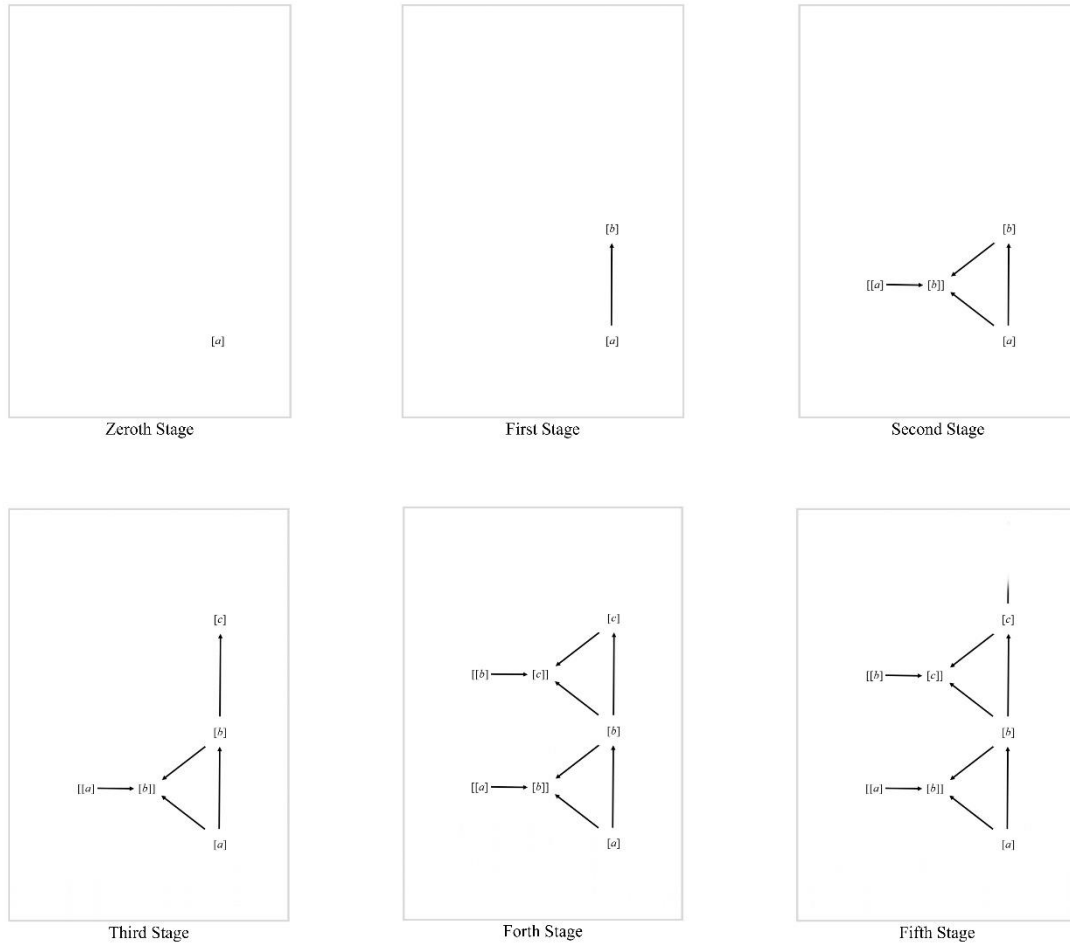 [a]
Zeroth Stage
[b]
[a]
First Stage
[b]
[[a] [b]]
[a]
Second Stage
[c]
[b]
[[a] [b]]
[a]
Third Stage
[c]
[[b] [c]]
[b]
[[a] [b]]
[a]
Forth Stage
[c]
[[b] [c]]
[b]
[[a] [b]]
[a]
Fifth Stage